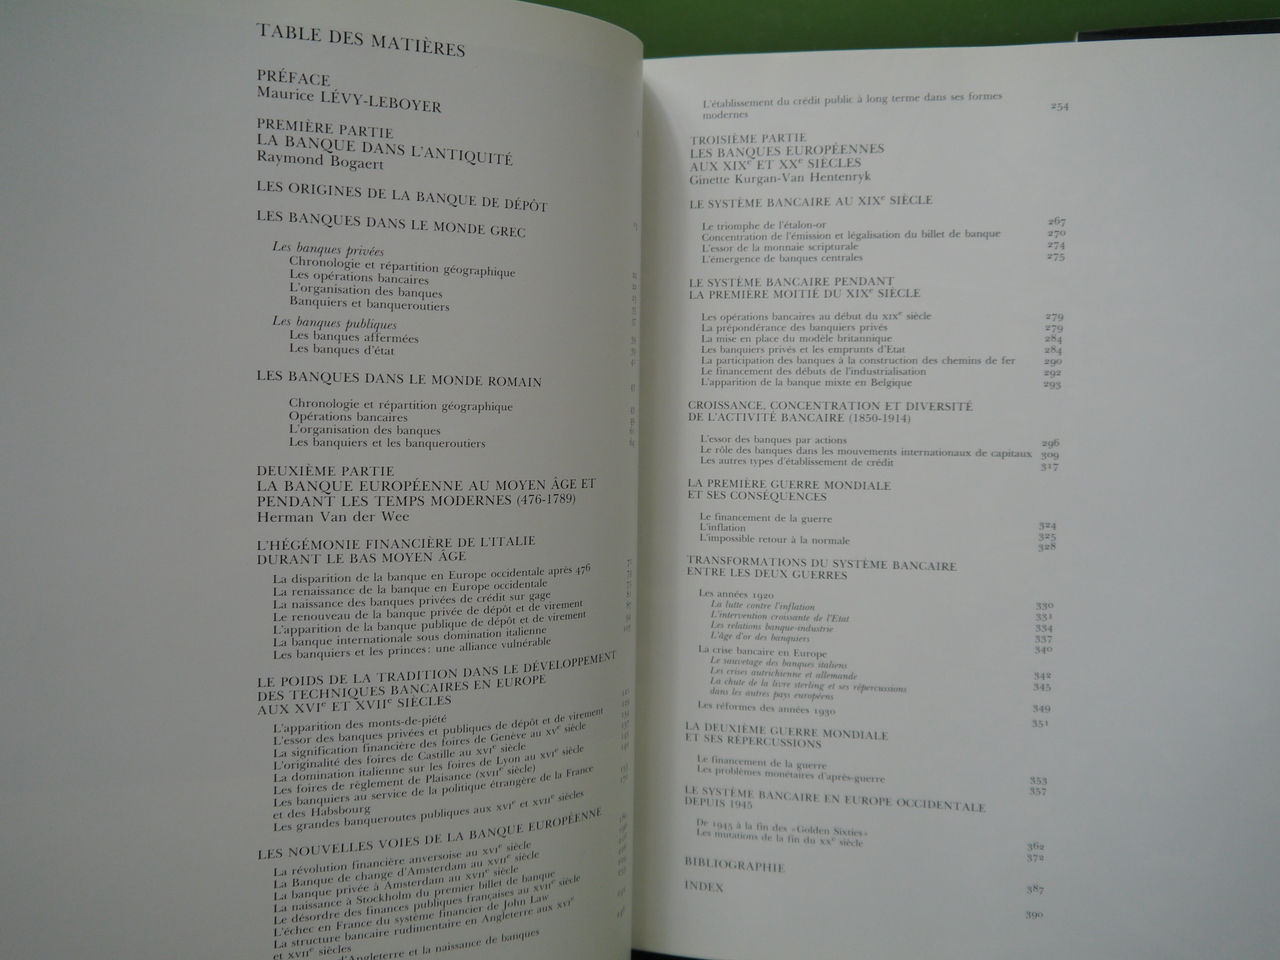 TABLE DES MATIÈRES
PRÉFACE
Maurice LÉVY-LEBOYER
PREMIÈRE PARTIE
LA BANQUE DANS L'ANTIQUITÉ
Raymond Bogaert
LES ORIGINES DE LA BANQUE DE DÉPÔT
LES BANQUES DANS LE MONDE GREC
Les banques privées
Chronologie et répartition géographique
Les opérations bancaires
L'organisation des banques
Banquiers et banqueroutiers
Les banques publiques
Les banques affermées
Les banques d'état
LES BANQUES DANS LE MONDE ROMAIN
Chronologie et répartition géographique
Opérations bancaires
L'organisation des banques
Les banquiers et les banqueroutiers
DEUXIÈME PARTIE
LA BANQUE EUROPÉENNE AU MOYEN ÂGE ET
PENDANT LES TEMPS MODERNES (476-1789)
Herman Van der Wee
L'HÉGÉMONIE FINANCIÈRE DE L'ITALIE
DURANT LE BAS MOYEN ÂGE
La disparition de la banque en Europe occidentale après 476
La renaissance de la banque en Europe occidentale
La naissance des banques privées de crédit sur gage
Le renouveau de la banque privée de dépôt et de virement
L'apparition de la banque publique de dépôt et de virement
La banque internationale sous domination italienne
Les banquiers et les princes : une alliance vulnérable
LE POIDS DE LA TRADITION DANS LE DÉVELOPPEMENT
DES TECHNIQUES BANCAIRES EN EUROPE
AUX XVIe ET XVIIe SIÈCLES
L'apparition des monts-de-piété
L'essor des banques privées et publiques de dépôt et de virement
La signification financière des foires de Genève au XVe siècle
L'originalité des foires de Castille au XVIe siècle
La domination italienne sur les foires de Lyon au XVIe siècle
Les foires de règlement de Plaisance (XVIIe siècle)
Les banquiers au service de la politique étrangère de la France
et des Habsbourg
Les grandes banqueroutes publiques aux XVIe et XVIIe siècles
LES NOUVELLES VOIES DE LA BANQUE EUROPÉENNE
La révolution financière anversoise au XVIe siècle
La Banque de change d'Amsterdam au XVIIe siècle
La banque privée à Amsterdam au XVIIe siècle
La naissance à Stockholm du premier billet de banque
Le désordre des finances publiques françaises au XVIIe siècle
L'échec en France du système financier de John Law
La structure bancaire rudimentaire en Angleterre aux XVIe
et XVIIe siècles
d'Angleterre et la naissance de banques
L'établissement du crédit public à long terme dans ses formes
modernes 254
TROISIÈME PARTIE
LES BANQUES EUROPÉENNES
AUX XIXe ET XXe SIÈCLES
Ginette Kurgan-Van Hentenryk
LE SYSTÈME BANCAIRE AU XIXe SIÈCLE
Le triomphe de l'étalon-or 267
Concentration de l'émission et légalisation du billet de banque 270
L'essor de la monnaie scripturale 274
L'émergence de banques centrales 275
LE SYSTÈME BANCAIRE PENDANT
LA PREMIÈRE MOITIÉ DU XIXe SIÈCLE
Les opérations bancaires au début du XIXe siècle 279
La prépondérance des banquiers privés 279
La mise en place du modèle britannique 284
Les banquiers privés et les emprunts d'Etat 284
La participation des banques à la construction des chemins de fer 290
Le financement des débuts de l'industrialisation 292
L'apparition de la banque mixte en Belgique 293
CROISSANCE, CONCENTRATION ET DIVERSITÉ
DE L'ACTIVITÉ BANCAIRE (1850-1914)
L'essor des banques par actions 296
Le rôle des banques dans les mouvements internationaux de capitaux 309
Les autres types d'établissement de crédit 317
LA PREMIÈRE GUERRE MONDIALE
ET SES CONSÉQUENCES
Le financement de la guerre 324
L'inflation 325
L'impossible retour à la normale 328
TRANSFORMATIONS DU SYSTÈME BANCAIRE
ENTRE LES DEUX GUERRES
Les années 1920 330
La lutte contre l'inflation 331
L'intervention croissante de l'Etat 334
Les relations banque-industrie 337
L'âge d'or des banquiers 340
La crise bancaire en Europe
Le sauvetage des banques italiens 342
Les crises autrichienne et allemande 345
La chute de la livre sterling et ses répercussions
dans les autres pays européens 349
Les réformes des années 1930 351
LA DEUXIÈME GUERRE MONDIALE
ET SES RÉPERCUSSIONS
Le financement de la guerre 353
Les problèmes monétaires d'après-guerre 357
LE SYSTÈME BANCAIRE EN EUROPE OCCIDENTALE
DEPUIS 1945
De 1945 à la fin des «Golden Sixties» 362
Les mutations de la fin du XXe siècle 372
BIBLIOGRAPHIE 387
INDEX 390